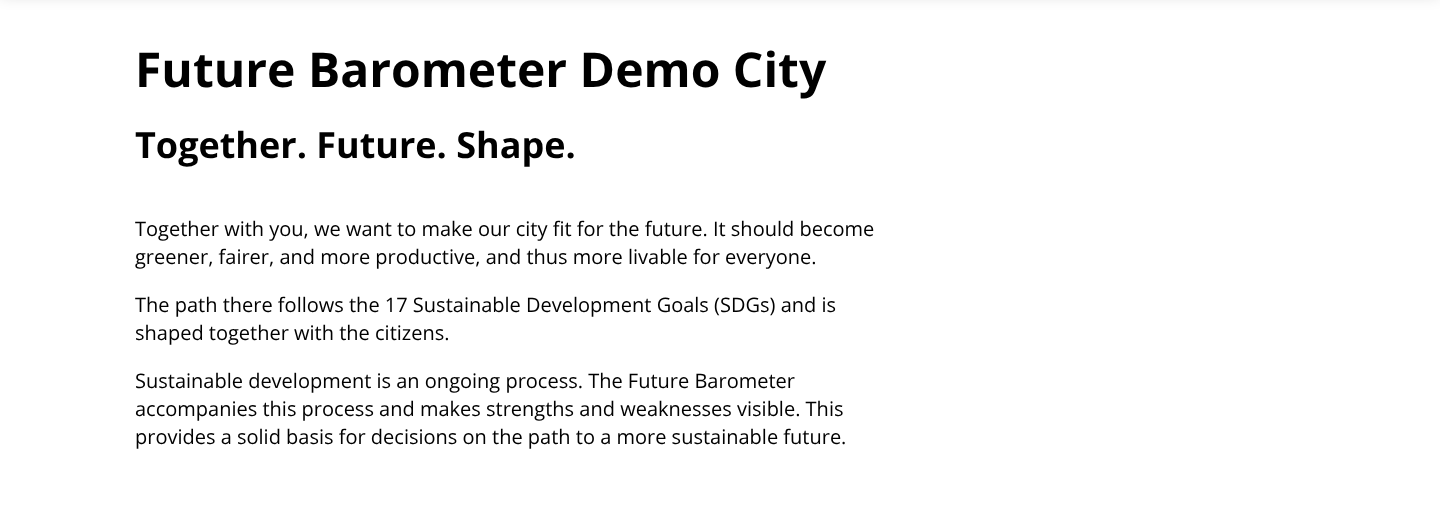 Future Barometer Demo City
Together. Future. Shape.
Together with you, we want to make our city fit for the future. It should become
greener, fairer, and more productive, and thus more livable for everyone.
The path there follows the 17 Sustainable Development Goals (SDGs) and is
shaped together with the citizens.
Sustainable development is an ongoing process. The Future Barometer
accompanies this process and makes strengths and weaknesses visible. This
provides a solid basis for decisions on the path to a more sustainable future.